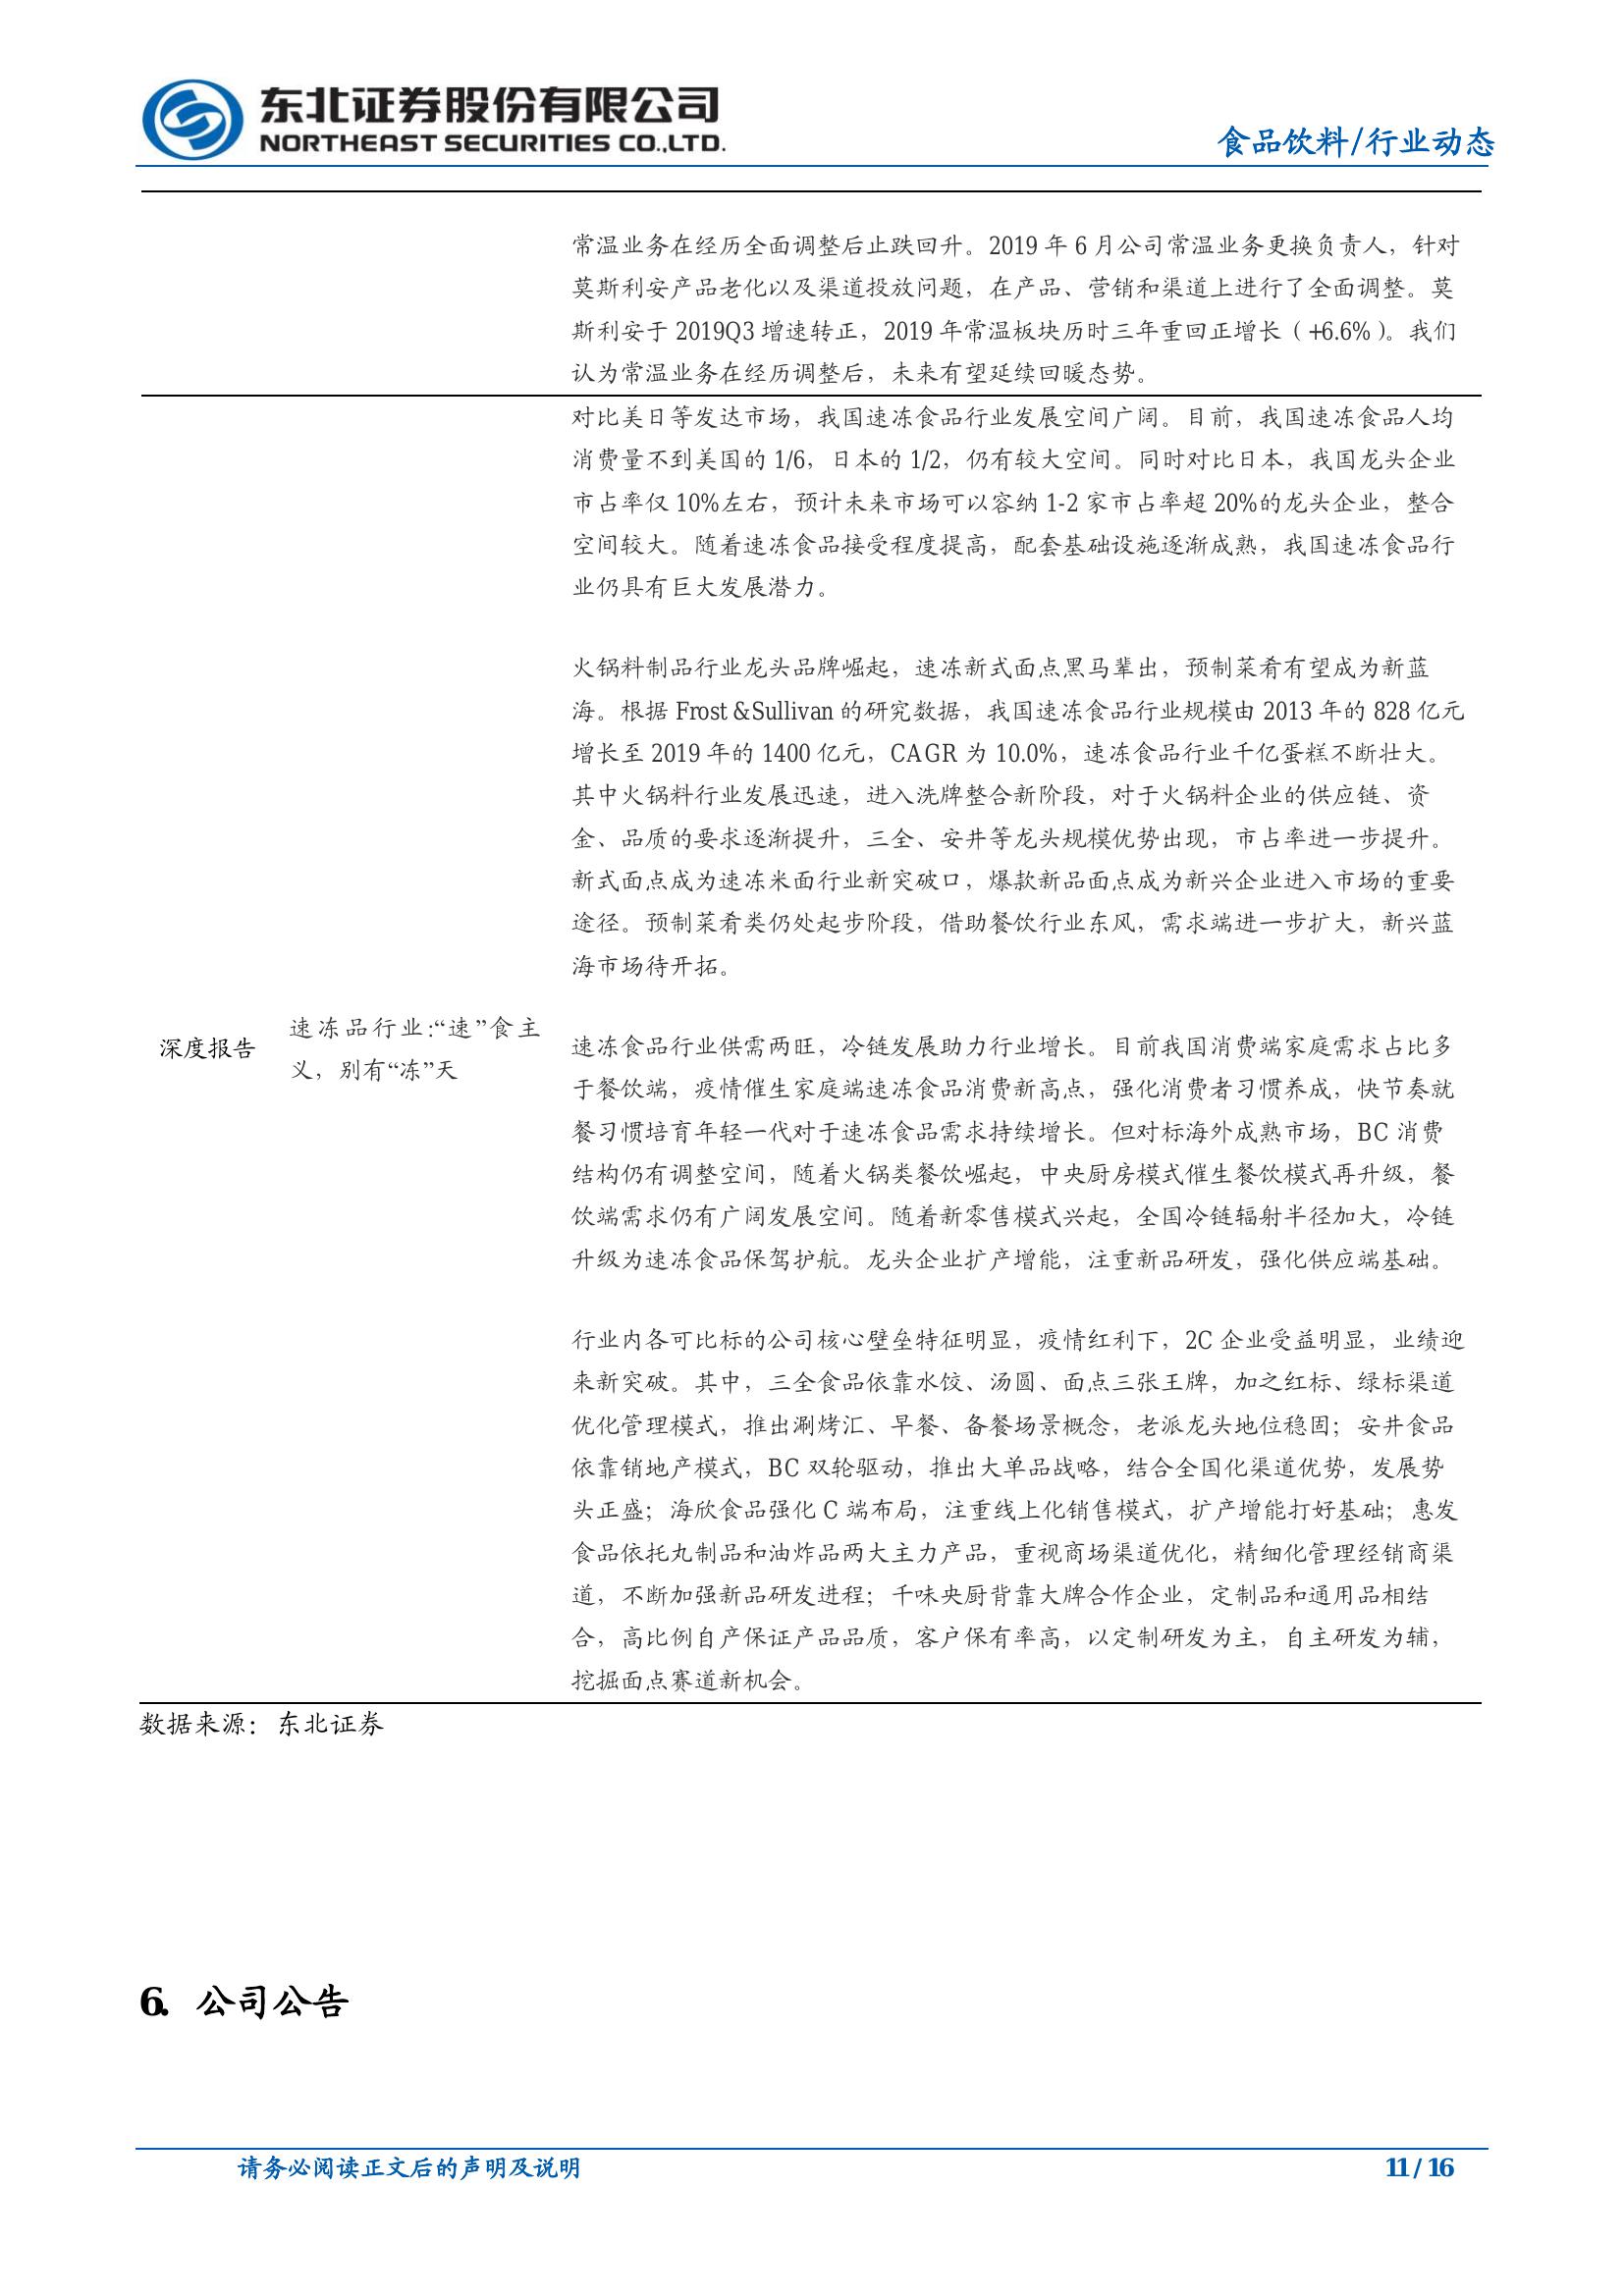 东北证券股份有限公司
NORTHEAST SECURITIES CO.,LTD.
食品饮料/行业动态
常温业务在经历全面调整后止跌回升。2019 年 6 月公司常温业务更换负责人，针对
莫斯利安产品老化以及渠道投放问题，在产品、营销和渠道上进行了全面调整。莫
斯利安于 2019Q3 增速转正，2019 年常温板块历时三年重回正增长（+6.6%）。我们
认为常温业务在经历调整后，未来有望延续回暖态势。
对比美日等发达市场，我国速冻食品行业发展空间广阔。目前，我国速冻食品人均
消费量不到美国的 1/6，日本的 1/2，仍有较大空间。同时对比日本，我国龙头企业
市占率仅 10%左右，预计未来市场可以容纳 1-2 家市占率超 20%的龙头企业，整合
空间较大。随着速冻食品接受程度提高，配套基础设施逐渐成熟，我国速冻食品行
业仍具有巨大发展潜力。
火锅料制品行业龙头品牌崛起，速冻新式面点黑马辈出，预制菜肴有望成为新蓝
海。根据 Frost &Sullivan 的研究数据，我国速冻食品行业规模由 2013 年的 828 亿元
增长至 2019 年的 1400 亿元，CAGR 为 10.0%，速冻食品行业千亿蛋糕不断壮大。
其中火锅料行业发展迅速，进入洗牌整合新阶段，对于火锅料企业的供应链、资
金、品质的要求逐渐提升，三全、安井等龙头规模优势出现，市占率进一步提升。
新式面点成为速冻米面行业新突破口，爆款新品面点成为新兴企业进入市场的重要
途径。预制菜肴类仍处起步阶段，借助餐饮行业东风，需求端进一步扩大，新兴蓝
海市场待开拓。
深度报告
速冻品行业:“速”食主
义，别有“冻”天
速冻食品行业供需两旺，冷链发展助力行业增长。目前我国消费端家庭需求占比多
于餐饮端，疫情催生家庭端速冻食品消费新高点，强化消费者习惯养成，快节奏就
餐习惯培育年轻一代对于速冻食品需求持续增长。但对标海外成熟市场，BC 消费
结构仍有调整空间，随着火锅类餐饮崛起，中央厨房模式催生餐饮模式再升级，餐
饮端需求仍有广阔发展空间。随着新零售模式兴起，全国冷链辐射半径加大，冷链
升级为速冻食品保驾护航。龙头企业扩产增能，注重新品研发，强化供应端基础。
行业内各可比标的公司核心壁垒特征明显，疫情红利下，2C 企业受益明显，业绩迎
来新突破。其中，三全食品依靠水饺、汤圆、面点三张王牌，加之红标、绿标渠道
优化管理模式，推出涮烤汇、早餐、备餐场景概念，老派龙头地位稳固；安井食品
依靠销地产模式，BC 双轮驱动，推出大单品战略，结合全国化渠道优势，发展势
头正盛；海欣食品强化 C 端布局，注重线上化销售模式，扩产增能打好基础；惠发
食品依托丸制品和油炸品两大主力产品，重视商场渠道优化，精细化管理经销商渠
道，不断加强新品研发进程；千味央厨背靠大牌合作企业，定制品和通用品相结
合，高比例自产保证产品品质，客户保有率高，以定制研发为主，自主研发为辅，
挖掘面点赛道新机会。
数据来源：东北证券
6. 公司公告
请务必阅读正文后的声明及说明
11 / 16